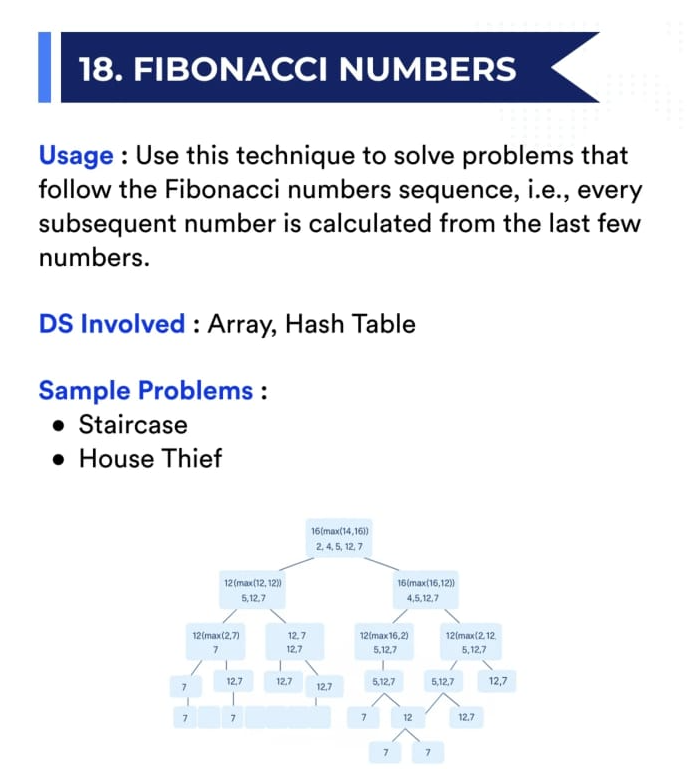 18. FIBONACCI NUMBERS
Usage : Use this technique to solve problems that
follow the Fibonacci numbers sequence, i.e., every
subsequent number is calculated from the last few
numbers.
DS Involved : Array, Hash Table
Sample Problems :
• Staircase
• House Thief
16(max(14,16))
2, 4, 5, 12, 7
12(max(12,12))
5,12,7
16(max(16,12))
4,5,12,7
12(max(2,7)
7
12, 7
12,7
12(max16,2)
5,12,7
12(max(2,12.
5,12,7
7
12,7
12,7
12,7
5,12,7
5,12,7
12,7
7
7
7
12
12,7
7
7